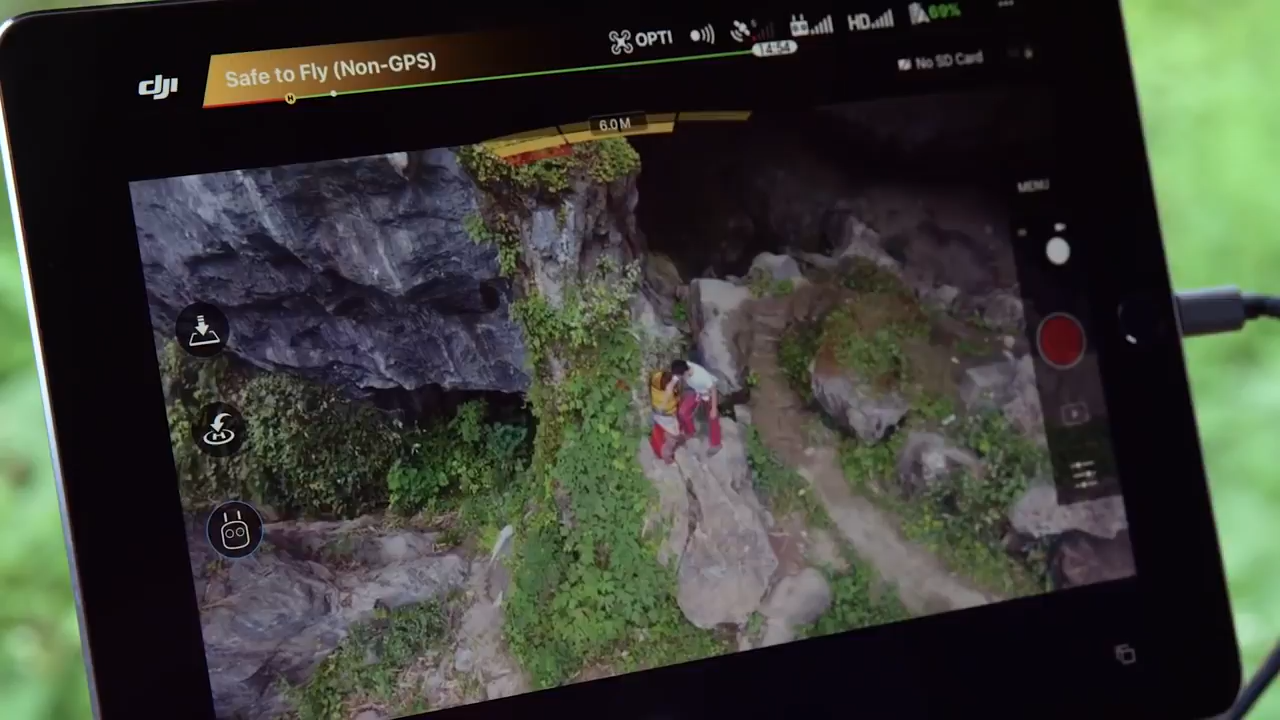 dji
Safe to Fly (Non-GPS)
OPTI
HD
69%
14:54
No SD Card
6.0M
MENU
H
H